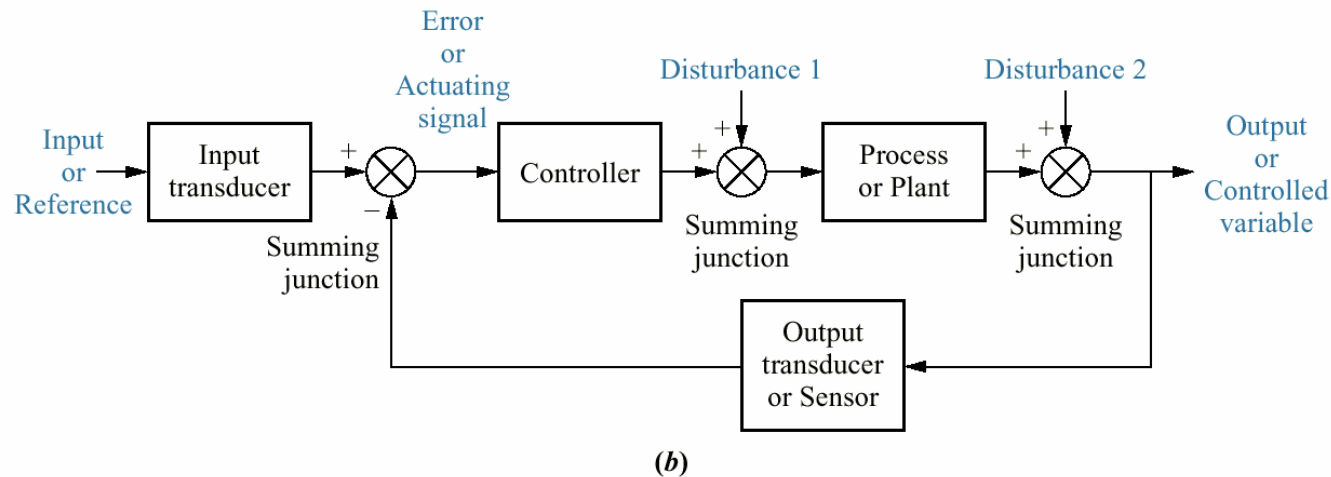 Error
or
Actuating
signal
Disturbance 1
Disturbance 2
Input
or
Reference
Input
transducer
+
−
Summing
junction
Controller
+
+
Summing
junction
Process
or Plant
+
+
Summing
junction
Output
or
Controlled
variable
Output
transducer
or Sensor
(b)